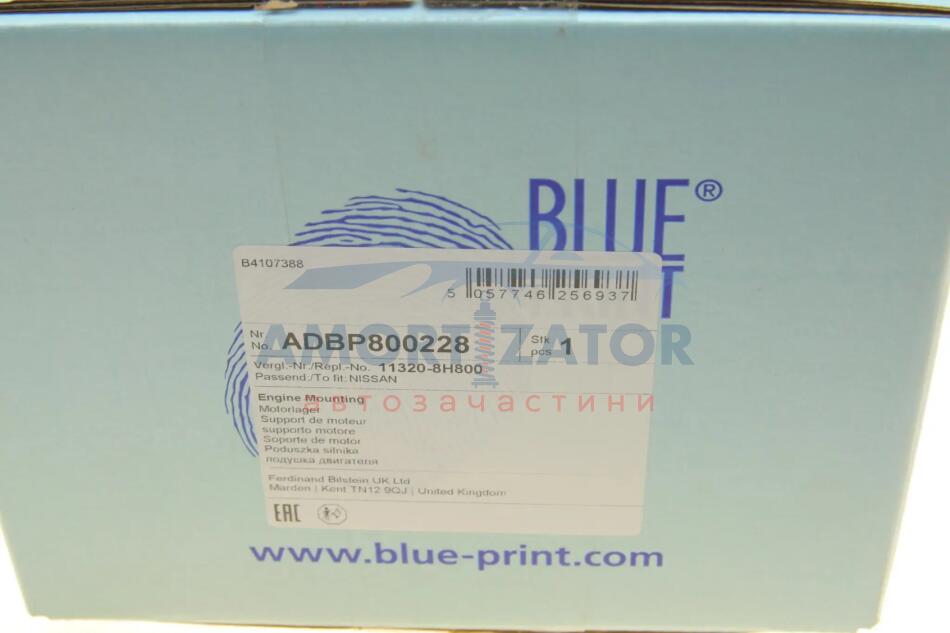 BLUE®
B4107388
5 057746 256937
Nr.
No. ADBP800228
Stk
pcs 1
Vergl.-Nr./Repl.-No. 11320-8H800
Passend:/To fit: NISSAN
AMORTIZATOR
автозапчастини
Engine Mounting
Motorlager
Support de moteur
supporto motore
Soporte de motor
Poduszka silnika
подушка двигателя
Ferdinand Bilstein UK Ltd
Marden | Kent TN12 9QJ | United Kingdom
EAC
www.blue-print.com